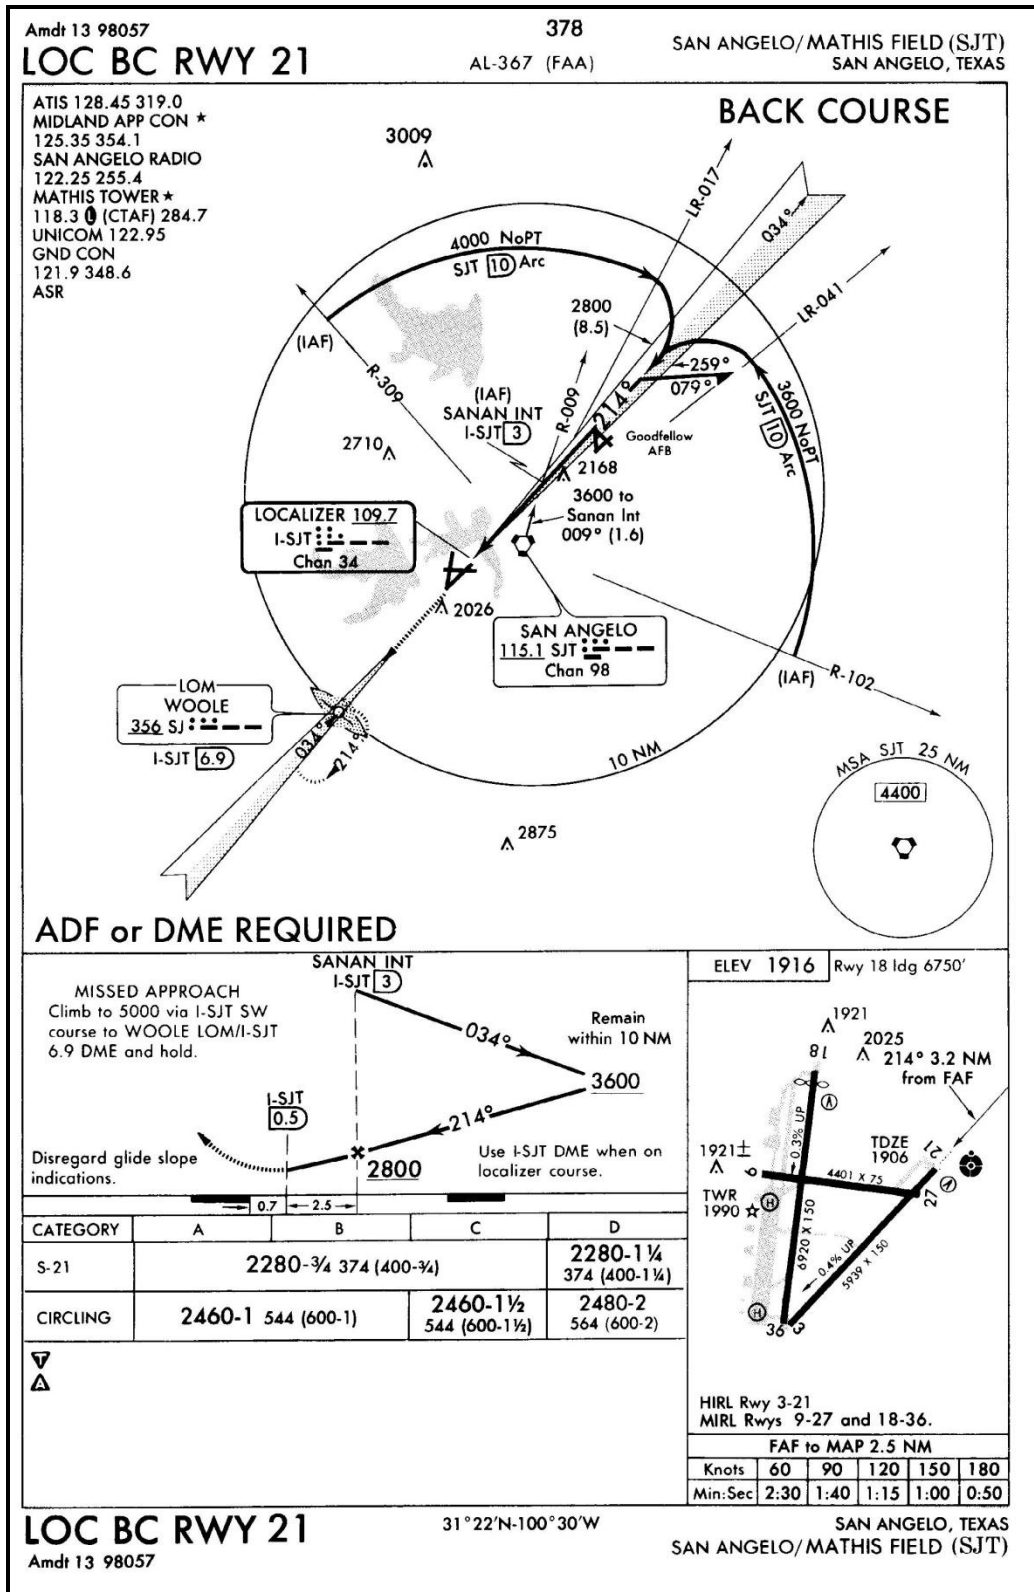 Amdt 13 98057
378
LOC BC RWY 21
AL-367 (FAA)
SAN ANGELO/MATHIS FIELD (SJT)
SAN ANGELO, TEXAS
ATIS 128.45 319.0
MIDLAND APP CON ★
125.35 354.1
SAN ANGELO RADIO
122.25 255.4
MATHIS TOWER ★
118.3 Ⓛ (CTAF) 284.7
UNICOM 122.95
GND CON
121.9 348.6
ASR
BACK COURSE
3009
LR-017
034°
4000 NoPT
SJT 10 Arc
LR-041
2800
(8.5)
(IAF)
R-309
259°
079°
214°
3600 NoPT
SJT 10 Arc
(IAF)
SANAN INT
I-SJT 3
R-009
Goodfellow
AFB
2710
2168
3600 to
Sanan Int
009° (1.6)
LOCALIZER 109.7
I-SJT
Chan 34
2026
SAN ANGELO
115.1 SJT
Chan 98
(IAF)
R-102
LOM
WOOLE
356 SJ
I-SJT 6.9
034°
214°
10 NM
MSA SJT 25 NM
4400
2875
ADF or DME REQUIRED
MISSED APPROACH
Climb to 5000 via I-SJT SW
course to WOOLE LOM/I-SJT
6.9 DME and hold.
SANAN INT
I-SJT 3
034°
Remain
within 10 NM
3600
I-SJT
0.5
214°
2800
Disregard glide slope
indications.
Use I-SJT DME when on
localizer course.
0.7
2.5
CATEGORY A B C D
S-21 2280-¾ 374 (400-¾) 2280-1¼ 374 (400-1¼)
CIRCLING 2460-1 544 (600-1) 2460-1½ 544 (600-1½) 2480-2 564 (600-2)
T
A
ELEV 1916 Rwy 18 ldg 6750'
1921
2025
18
214° 3.2 NM
from FAF
0.3% UP
TDZE
1906
21
1921±
9
4401 X 75
27
TWR
1990
H
6920 X 150
0.4% UP
5939 X 150
H
36
3
HIRL Rwy 3-21
MIRL Rwys 9-27 and 18-36.
FAF to MAP 2.5 NM
Knots 60 90 120 150 180
Min:Sec 2:30 1:40 1:15 1:00 0:50
LOC BC RWY 21
Amdt 13 98057
31°22'N-100°30'W
SAN ANGELO, TEXAS
SAN ANGELO/MATHIS FIELD (SJT)